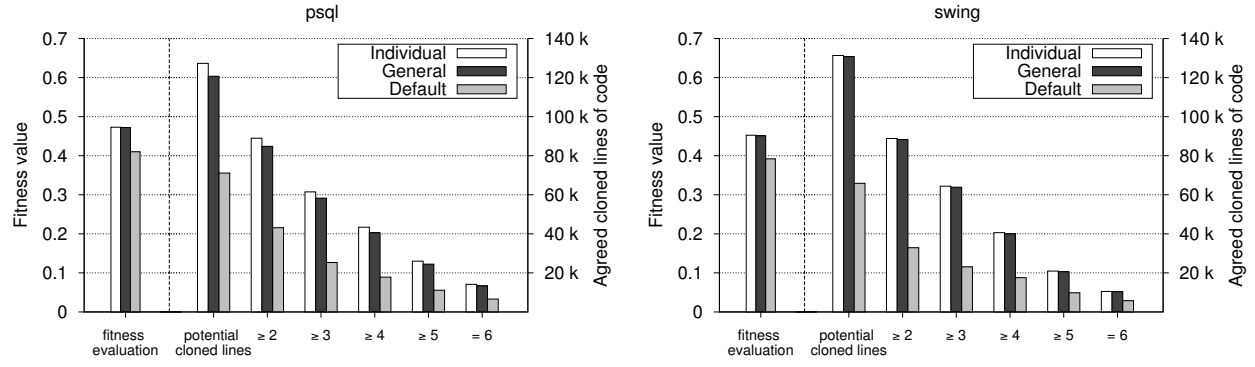 psql
Fitness value
0.7
0.6
0.5
0.4
0.3
0.2
0.1
0
140 k
120 k
100 k
80 k
60 k
40 k
20 k
Agreed cloned lines of code
Individual
General
Default
fitness
evaluation
potential
cloned lines
≥ 2
≥ 3
≥ 4
≥ 5
= 6
swing
Fitness value
0.7
0.6
0.5
0.4
0.3
0.2
0.1
0
140 k
120 k
100 k
80 k
60 k
40 k
20 k
Agreed cloned lines of code
Individual
General
Default
fitness
evaluation
potential
cloned lines
≥ 2
≥ 3
≥ 4
≥ 5
= 6